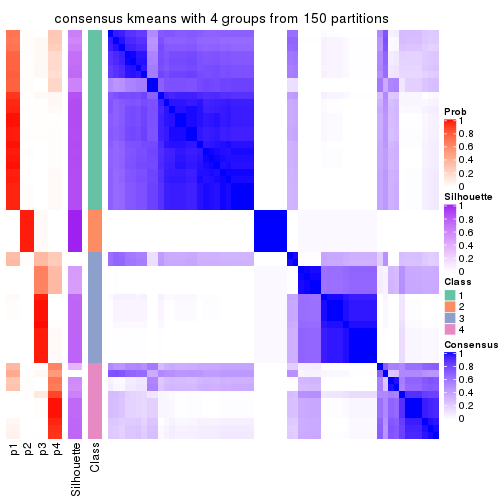 consensus kmeans with 4 groups from 150 partitions
Prob
1
0.8
0.6
0.4
0.2
0
Silhouette
1
0.8
0.6
0.4
0.2
0
Class
1
2
3
4
Consensus
1
0.8
0.6
0.4
0.2
0
p1
p2
p3
p4
Silhouette
Class